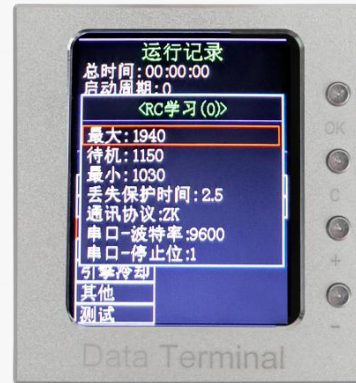 运行记录
总时间:00:00:00
启动周期:0
<RC学习(0)>
最大:1940
待机:1150
最小:1030
丢失保护时间:2.5
通讯协议:ZK
串口-波特率:9600
串口-停止位:1
引擎冷却
其他
测试
OK
C
+
-
Data Terminal